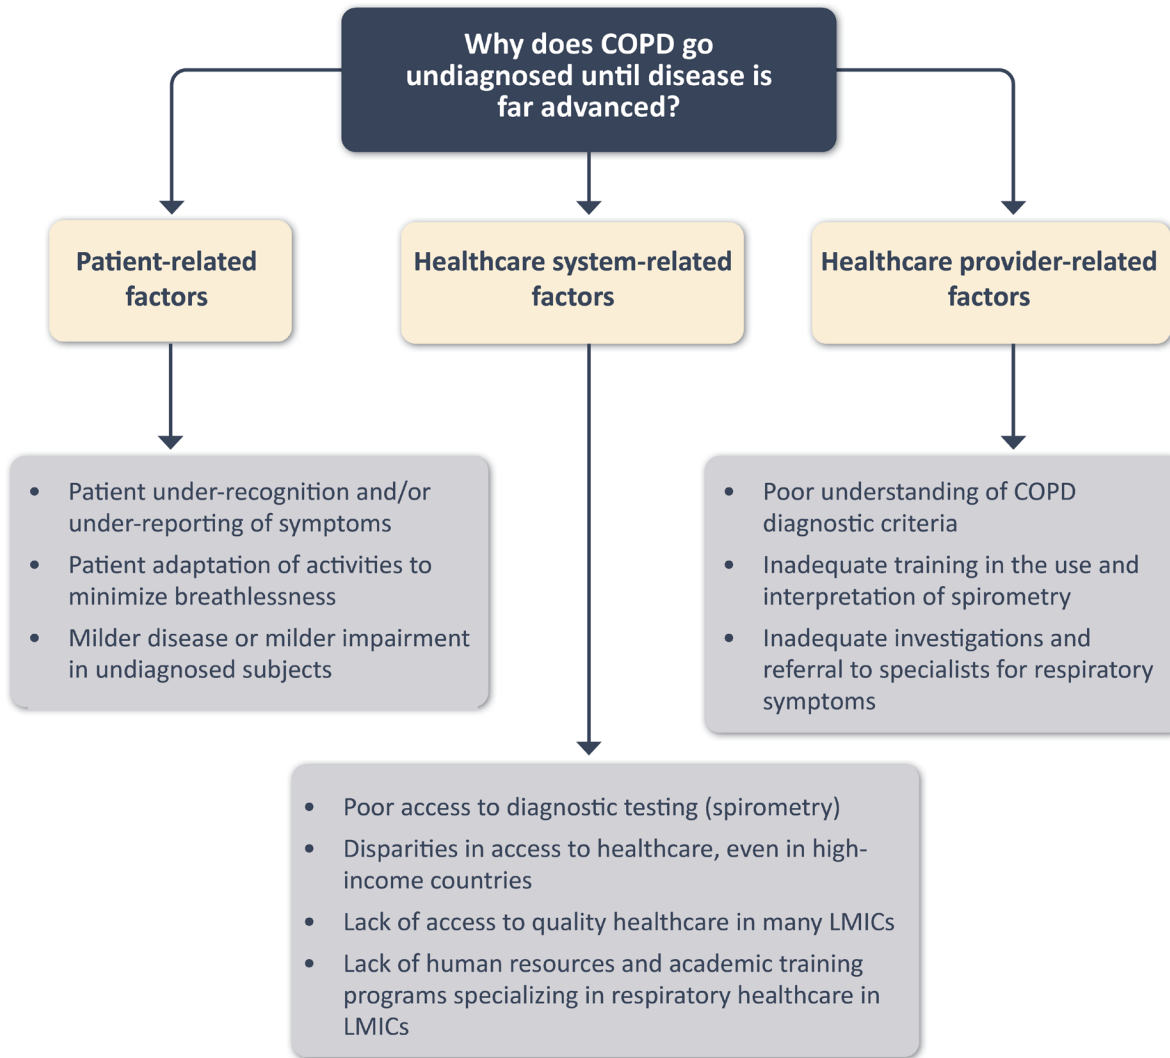 Why does COPD go
undiagnosed until disease is
far advanced?
Patient-related
factors
Healthcare system-related
factors
Healthcare provider-related
factors
• Patient under-recognition and/or
under-reporting of symptoms
• Patient adaptation of activities to
minimize breathlessness
• Milder disease or milder impairment
in undiagnosed subjects
• Poor understanding of COPD
diagnostic criteria
• Inadequate training in the use and
interpretation of spirometry
• Inadequate investigations and
referral to specialists for respiratory
symptoms
• Poor access to diagnostic testing (spirometry)
• Disparities in access to healthcare, even in high-
income countries
• Lack of access to quality healthcare in many LMICs
• Lack of human resources and academic training
programs specializing in respiratory healthcare in
LMICs